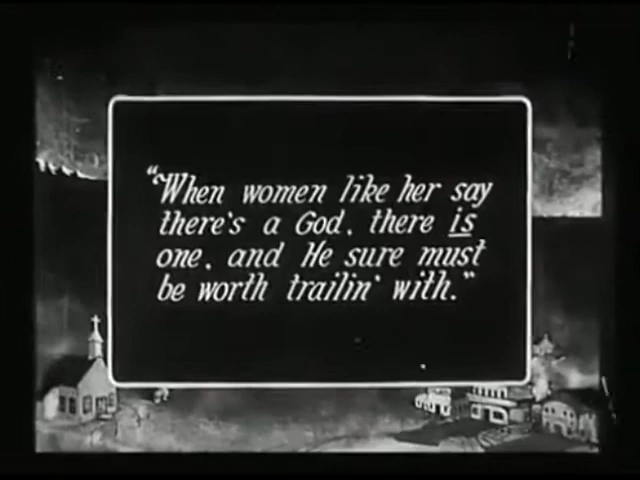 "When women like her say
there's a God, there is
one, and He sure must
be worth trailin' with."